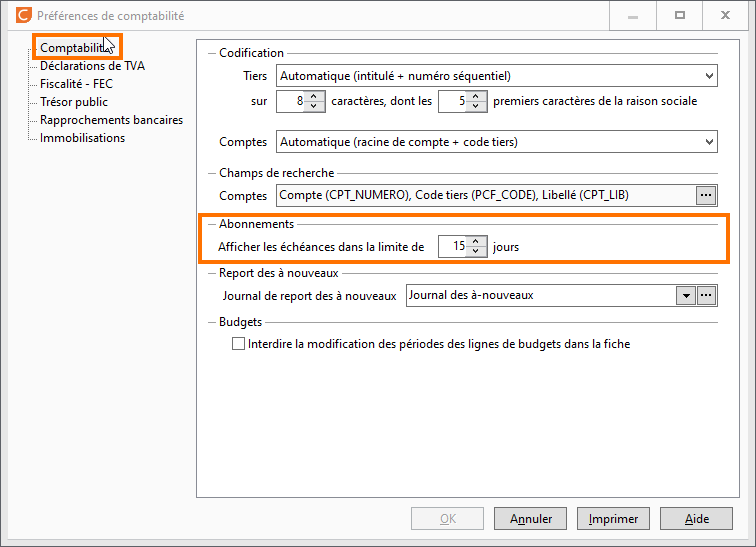 Préférences de comptabilité
Comptabilité
Déclarations de TVA
Fiscalité - FEC
Trésor public
Rapprochements bancaires
Immobilisations
Codification
Tiers Automatique (intitulé + numéro séquentiel)
sur 8 caractères, dont les 5 premiers caractères de la raison sociale
Comptes Automatique (racine de compte + code tiers)
Champs de recherche
Comptes Compte (CPT_NUMERO), Code tiers (PCF_CODE), Libellé (CPT_LIB) ...
Abonnements
Afficher les échéances dans la limite de 15 jours
Report des à nouveaux
Journal de report des à nouveaux Journal des à-nouveaux ...
Budgets
Interdire la modification des périodes des lignes de budgets dans la fiche
OK Annuler Imprimer Aide